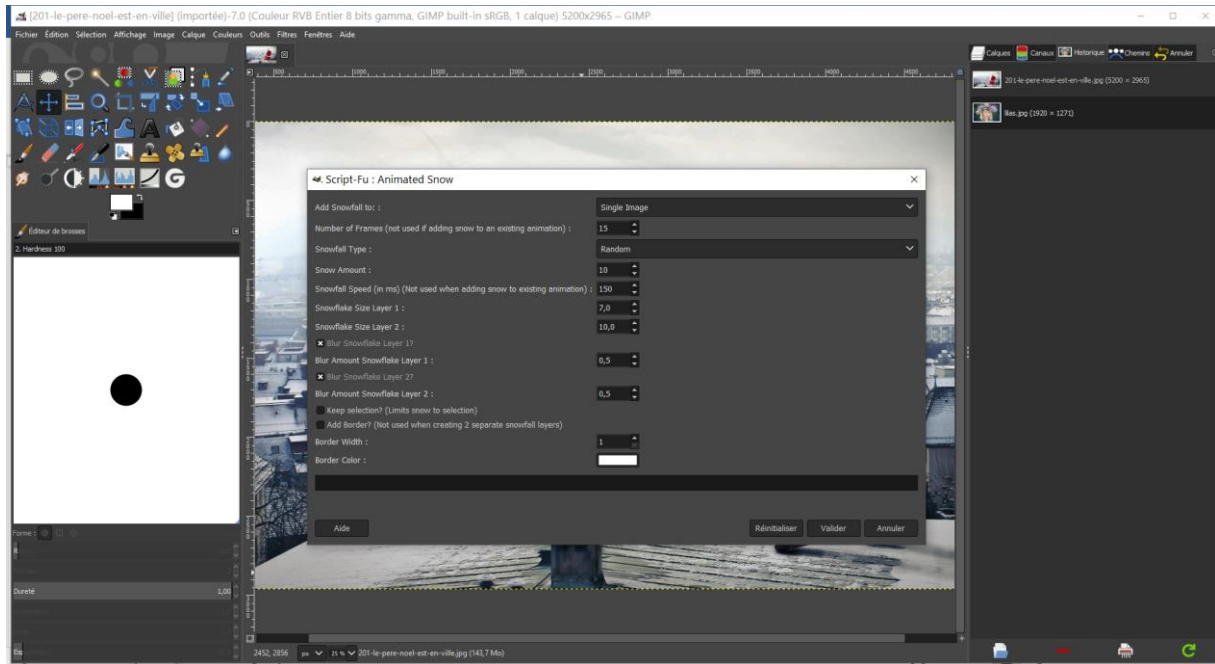 [201-le-pere-noel-est-en-ville] (importée)-7.0 (Couleur RVB Entier 8 bits gamma, GIMP built-in sRGB, 1 calque) 5200x2965 – GIMP
Fichier Édition Sélection Affichage Image Calque Couleurs Outils Filtres Fenêtres Aide
Calques Canaux Historique Chemins Annuler
201-le-pere-noel-est-en-ville.jpg (5200 × 2965)
lilas.jpg (1920 × 1271)
Éditeur de brosses
2. Hardness 100
Script-Fu : Animated Snow
Add Snowfall to: : Single Image
Number of Frames (not used if adding snow to an existing animation) : 15
Snowfall Type : Random
Snow Amount : 10
Snowfall Speed (in ms) (Not used when adding snow to existing animation) : 150
Snowflake Size Layer 1 : 7,0
Snowflake Size Layer 2 : 10,0
Blur Snowflake Layer 1?
Blur Amount Snowflake Layer 1 : 0,5
Blur Snowflake Layer 2?
Blur Amount Snowflake Layer 2 : 0,5
Keep selection? (Limits snow to selection)
Add Border? (Not used when creating 2 separate snowfall layers)
Border Width : 1
Border Color :
Aide Réinitialiser Valider Annuler
Forme :
Dureté 1,00
2452, 2856 px 25 % 201-le-pere-noel-est-en-ville.jpg (143,7 Mo)